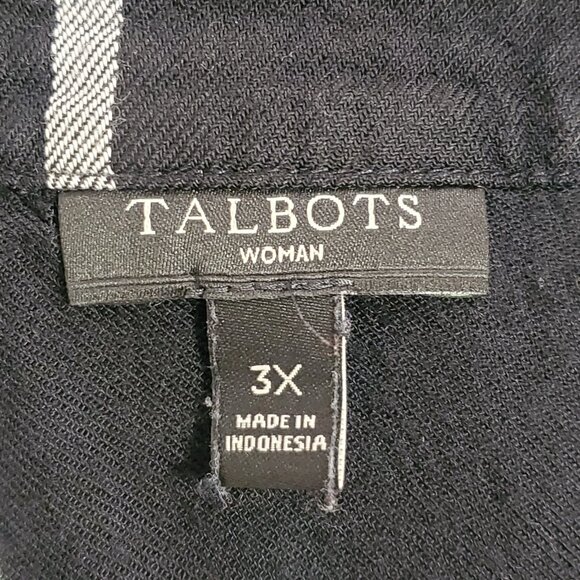 TALBOTS
WOMAN
3X
MADE IN
INDONESIA